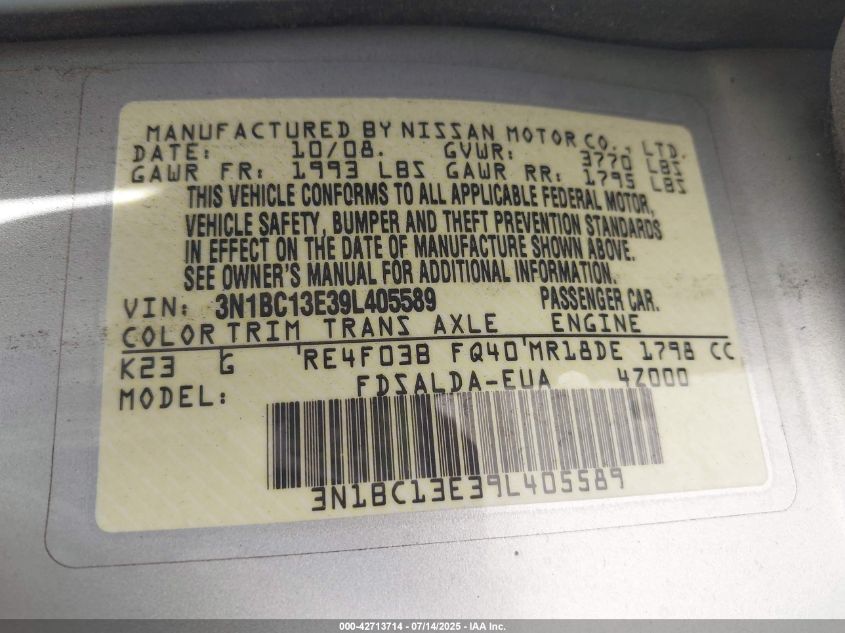 MANUFACTURED BY NISSAN MOTOR CO., LTD.
DATE: 10/08. GVWR: 3770 LBS
GAWR FR: 1993 LBS GAWR RR: 1795 LBS
THIS VEHICLE CONFORMS TO ALL APPLICABLE FEDERAL MOTOR,
VEHICLE SAFETY, BUMPER AND THEFT PREVENTION STANDARDS
IN EFFECT ON THE DATE OF MANUFACTURE SHOWN ABOVE.
SEE OWNER'S MANUAL FOR ADDITIONAL INFORMATION.
VIN: 3N1BC13E39L405589 PASSENGER CAR.
COLOR TRIM TRANS AXLE ENGINE
K23 G RE4F03B FQ40 MR18DE 1798 CC
MODEL: FDSALDA-EUA 4Z000
3N1BC13E39L405589
000-42713714 - 07/14/2025 - IAA Inc.